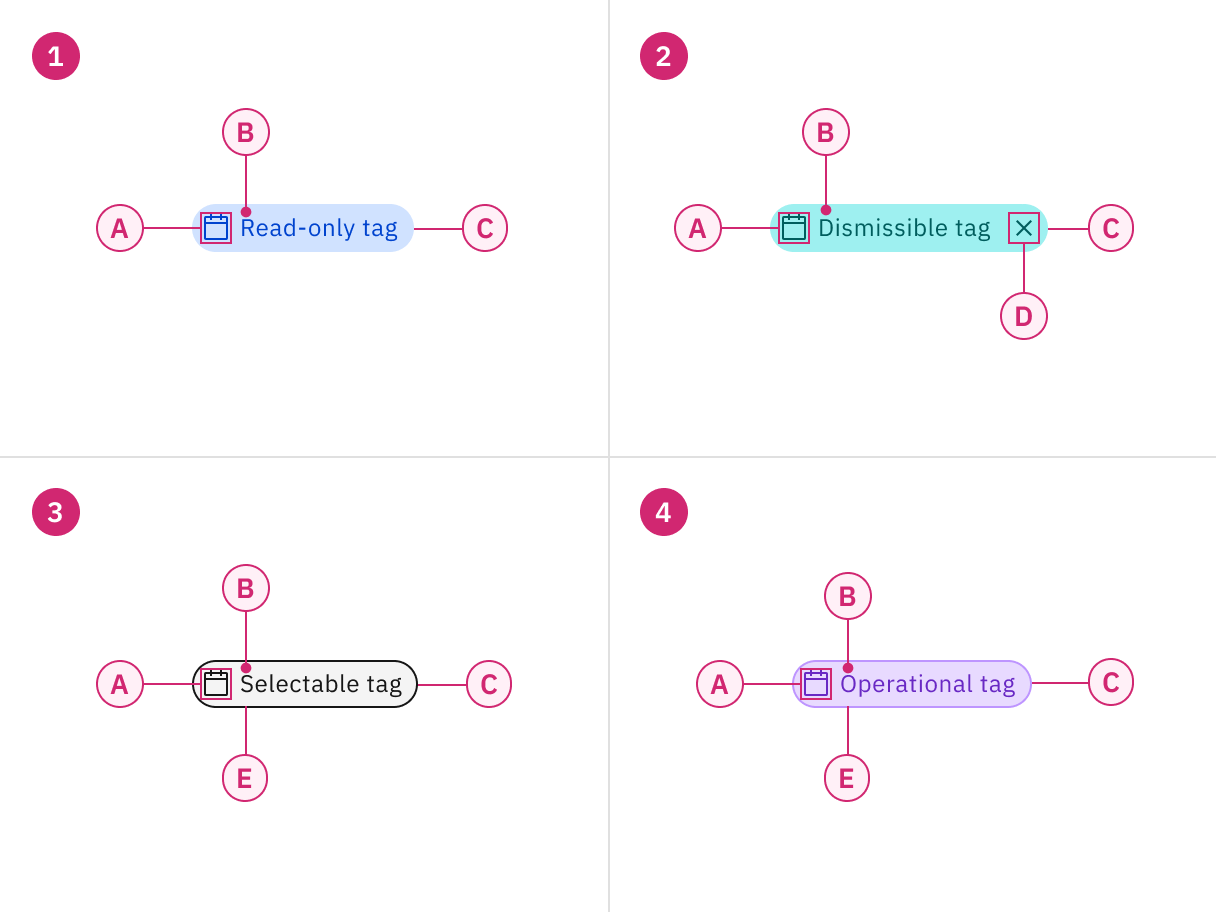 1
B
A
Read-only tag
C
2
B
A
Dismissible tag
C
D
3
B
A
Selectable tag
C
E
4
B
A
Operational tag
C
E